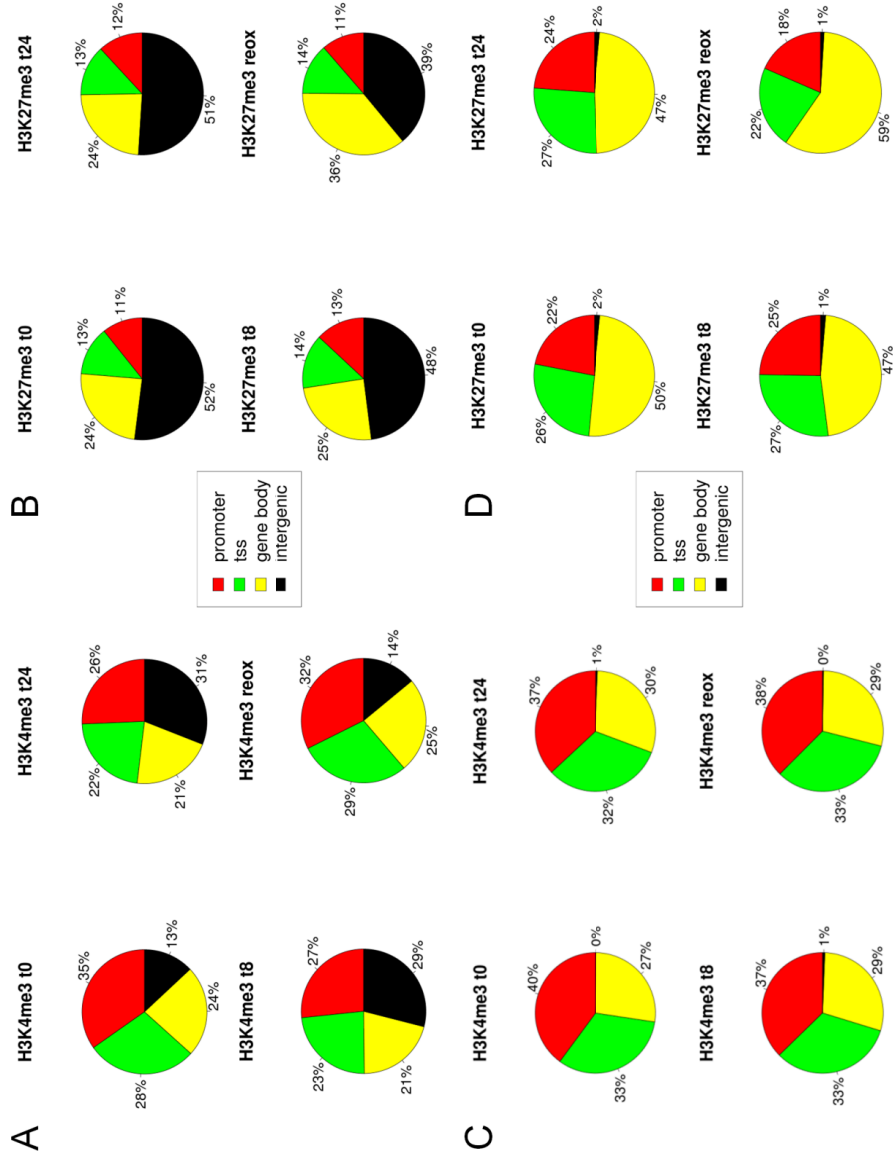 A
H3K4me3 t0
35%
28%
24%
13%
H3K4me3 t24
26%
22%
21%
31%
H3K4me3 t8
27%
23%
21%
29%
H3K4me3 reox
32%
29%
25%
14%
B
H3K27me3 t0
11%
13%
24%
52%
H3K27me3 t24
12%
13%
24%
51%
H3K27me3 t8
13%
14%
25%
48%
H3K27me3 reox
11%
14%
36%
39%
promoter
tss
gene body
intergenic
C
H3K4me3 t0
40%
33%
27%
0%
H3K4me3 t24
37%
32%
30%
1%
H3K4me3 t8
37%
33%
29%
1%
H3K4me3 reox
38%
33%
29%
0%
D
H3K27me3 t0
22%
26%
50%
2%
H3K27me3 t24
24%
27%
47%
2%
H3K27me3 t8
25%
27%
47%
1%
H3K27me3 reox
18%
22%
59%
1%
promoter
tss
gene body
intergenic